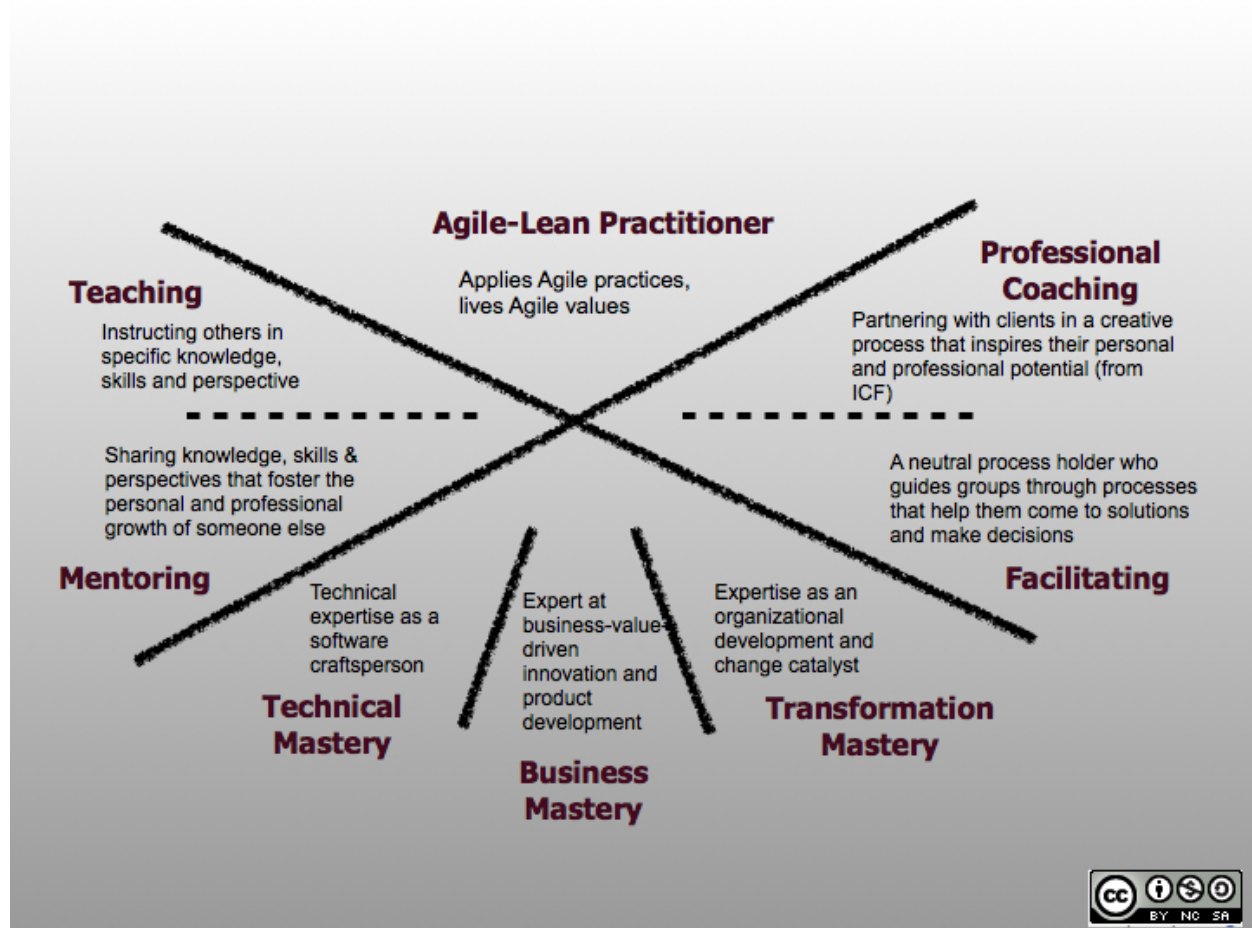 Agile-Lean Practitioner
Applies Agile practices,
lives Agile values
Teaching
Instructing others in
specific knowledge,
skills and perspective
Professional
Coaching
Partnering with clients in a creative
process that inspires their personal
and professional potential (from
ICF)
Sharing knowledge, skills &
perspectives that foster the
personal and professional
growth of someone else
Mentoring
A neutral process holder who
guides groups through processes
that help them come to solutions
and make decisions
Facilitating
Technical
expertise as a
software
craftsperson
Technical
Mastery
Expert at
business-value-
driven
innovation and
product
development
Business
Mastery
Expertise as an
organizational
development and
change catalyst
Transformation
Mastery
cc
BY NC SA